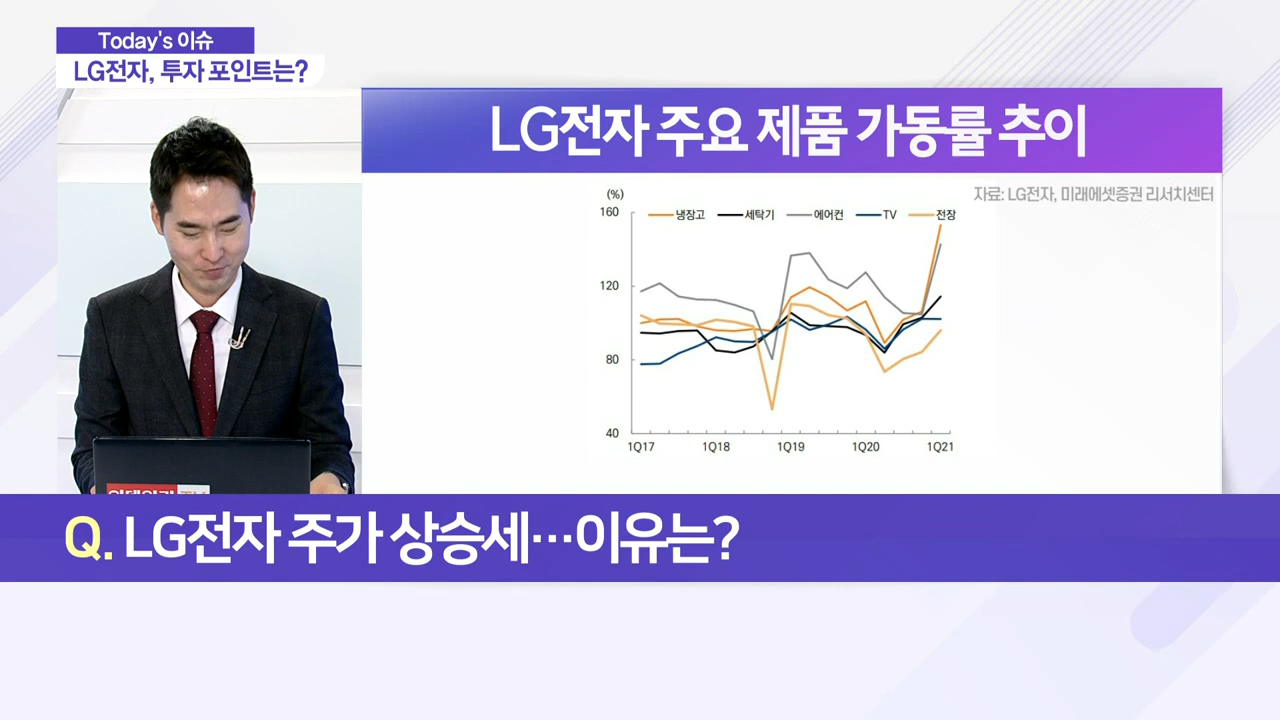 Today's 이슈
LG전자, 투자 포인트는?
LG전자 주요 제품 가동률 추이
자료: LG전자, 미래에셋증권 리서치센터
(%)
냉장고 세탁기 에어컨 TV 전장
160
120
80
40
1Q17 1Q18 1Q19 1Q20 1Q21
Q. LG전자 주가 상승세…이유는?